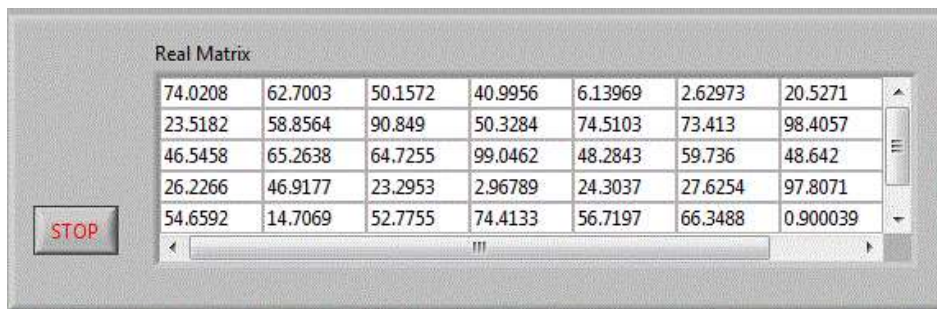 Real Matrix
74.0208 62.7003 50.1572 40.9956 6.13969 2.62973 20.5271
23.5182 58.8564 90.849 50.3284 74.5103 73.413 98.4057
46.5458 65.2638 64.7255 99.0462 48.2843 59.736 48.642
26.2266 46.9177 23.2953 2.96789 24.3037 27.6254 97.8071
54.6592 14.7069 52.7755 74.4133 56.7197 66.3488 0.900039
STOP